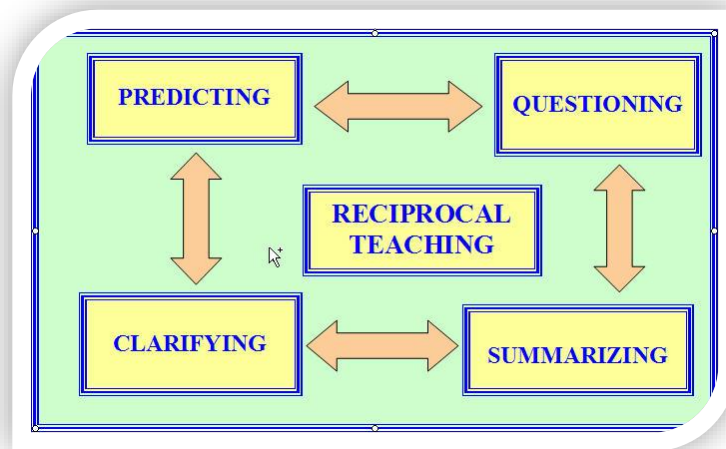 PREDICTING
QUESTIONING
RECIPROCAL
TEACHING
CLARIFYING
SUMMARIZING